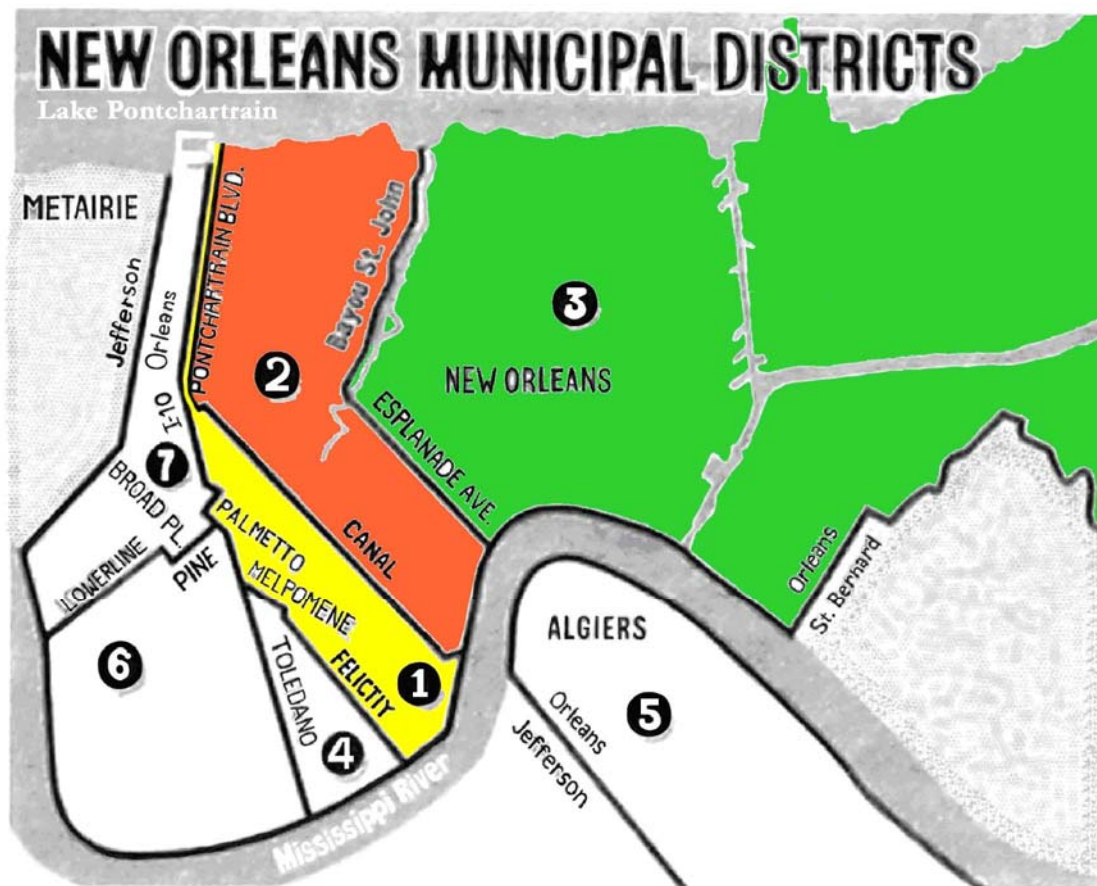 NEW ORLEANS MUNICIPAL DISTRICTS
Lake Pontchartrain
METAIRIE
Jefferson
Orleans
I-10
PONTCHARTRAIN BLVD.
Bayou St. John
3
2
NEW ORLEANS
ESPLANADE AVE.
7
BROAD PL.
LOWERLINE
PINE
PALMETTO
MELPOMENE
CANAL
Orleans
St. Bernard
6
TOLEDANO
FELICTIY
1
4
ALGIERS
5
Orleans
Jefferson
Mississippi River